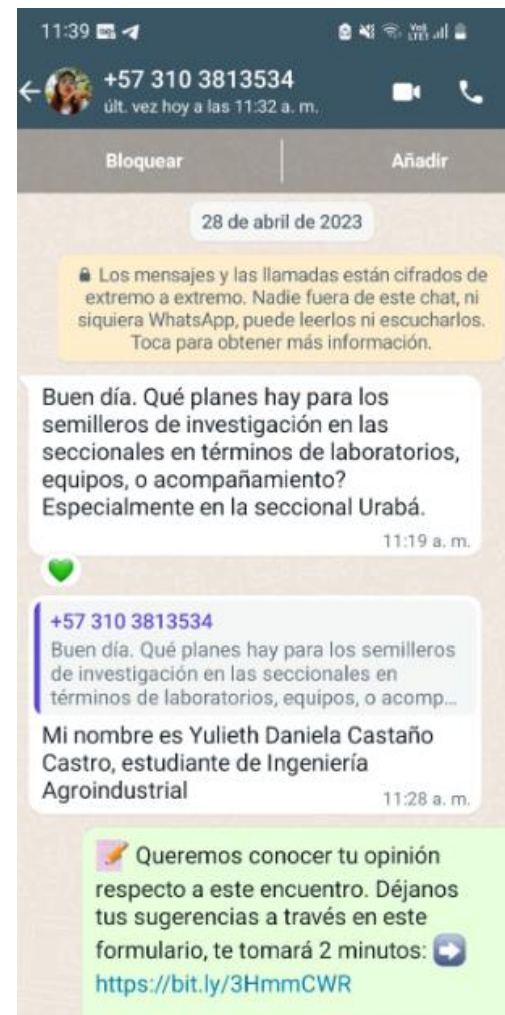 11:39
+57 310 3813534
últ. vez hoy a las 11:32 a. m.
Bloquear
Añadir
28 de abril de 2023
Los mensajes y las llamadas están cifrados de
extremo a extremo. Nadie fuera de este chat, ni
siquiera WhatsApp, puede leerlos ni escucharlos.
Toca para obtener más información.
Buen día. Qué planes hay para los
semilleros de investigación en las
seccionales en términos de laboratorios,
equipos, o acompañamiento?
Especialmente en la seccional Urabá.
11:19 a. m.
+57 310 3813534
Buen día. Qué planes hay para los semilleros
de investigación en las seccionales en
términos de laboratorios, equipos, o acomp...
Mi nombre es Yulieth Daniela Castaño
Castro, estudiante de Ingeniería
Agroindustrial
11:28 a. m.
Queremos conocer tu opinión
respecto a este encuentro. Déjanos
tus sugerencias a través en este
formulario, te tomará 2 minutos:
https://bit.ly/3HmmCWR